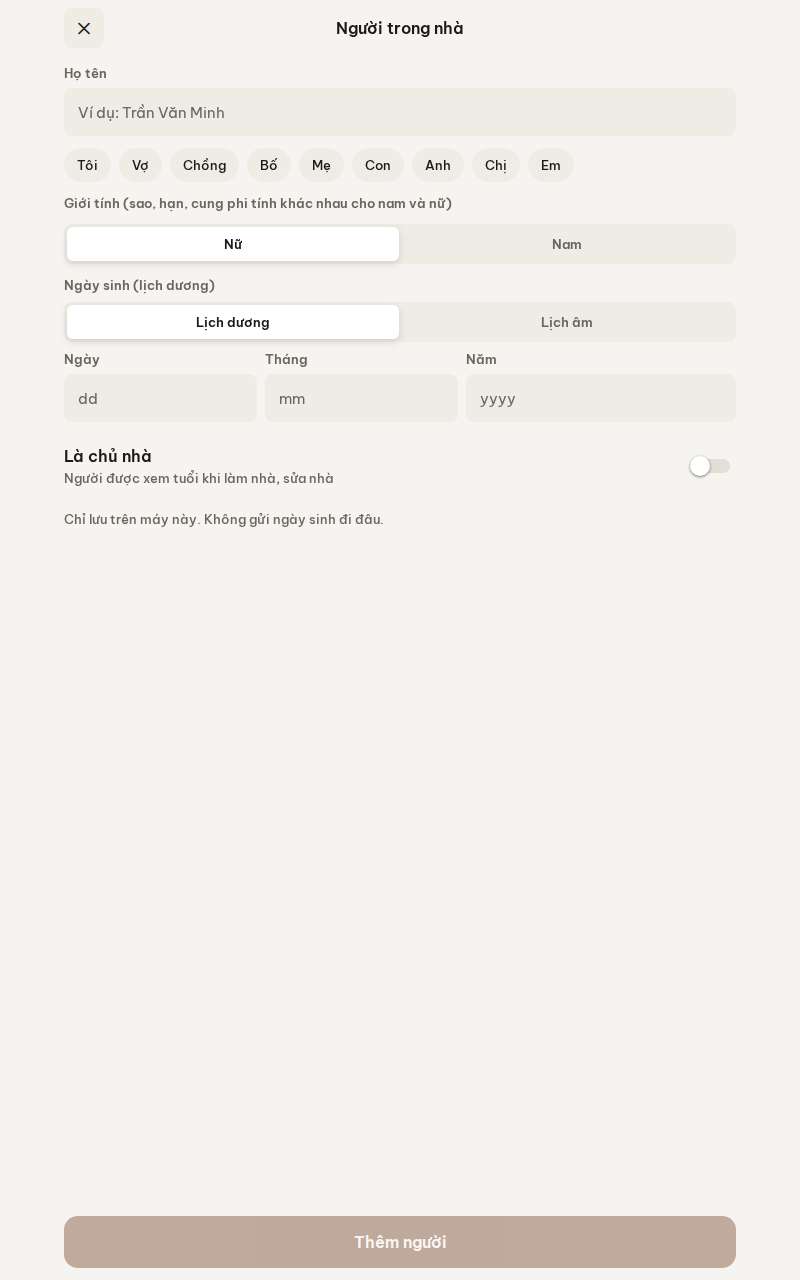 Người trong nhà
Họ tên
Ví dụ: Trần Văn Minh
Tôi Vợ Chồng Bố Mẹ Con Anh Chị Em
Giới tính (sao, hạn, cung phi tính khác nhau cho nam và nữ)
Nữ Nam
Ngày sinh (lịch dương)
Lịch dương Lịch âm
Ngày Tháng Năm
dd mm yyyy
Là chủ nhà
Người được xem tuổi khi làm nhà, sửa nhà
Chỉ lưu trên máy này. Không gửi ngày sinh đi đâu.
Thêm người